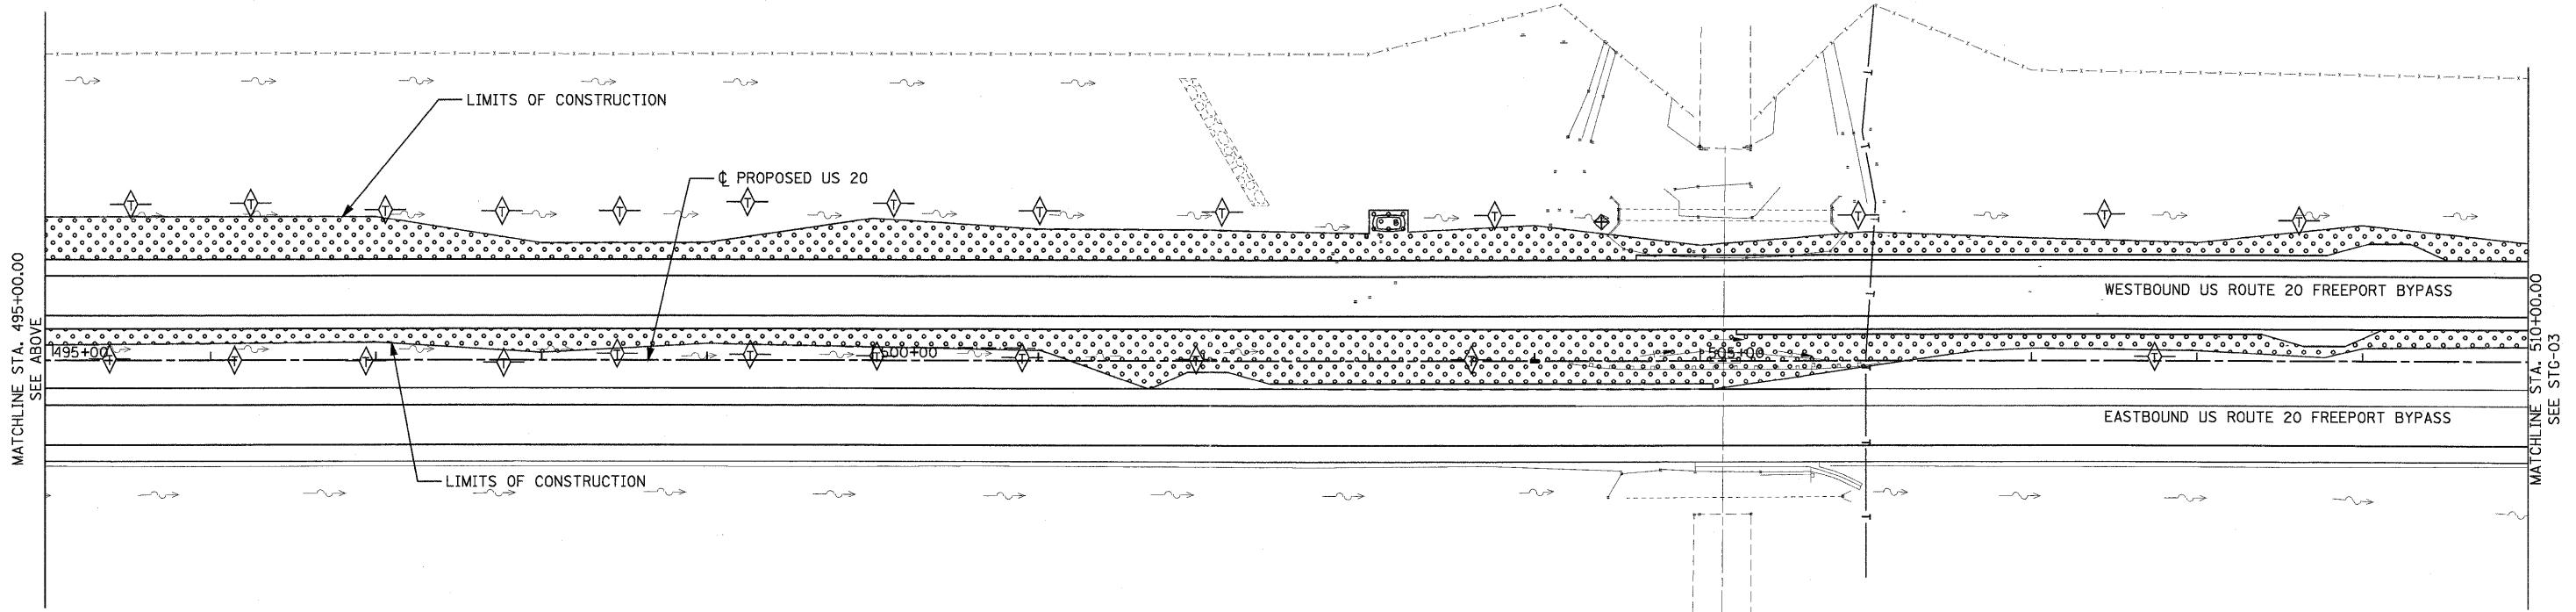 LIMITS OF CONSTRUCTION
℄ PROPOSED US 20
T T T T T T T T T T T T T
T
T
T
WESTBOUND US ROUTE 20 FREEPORT BYPASS
T
495+00
500+00
505+00
T T T T T T T T T T T
EASTBOUND US ROUTE 20 FREEPORT BYPASS
T
LIMITS OF CONSTRUCTION
T
MATCHLINE STA. 495+00.00
SEE ABOVE
MATCHLINE STA. 510+00.00
SEE STG-03